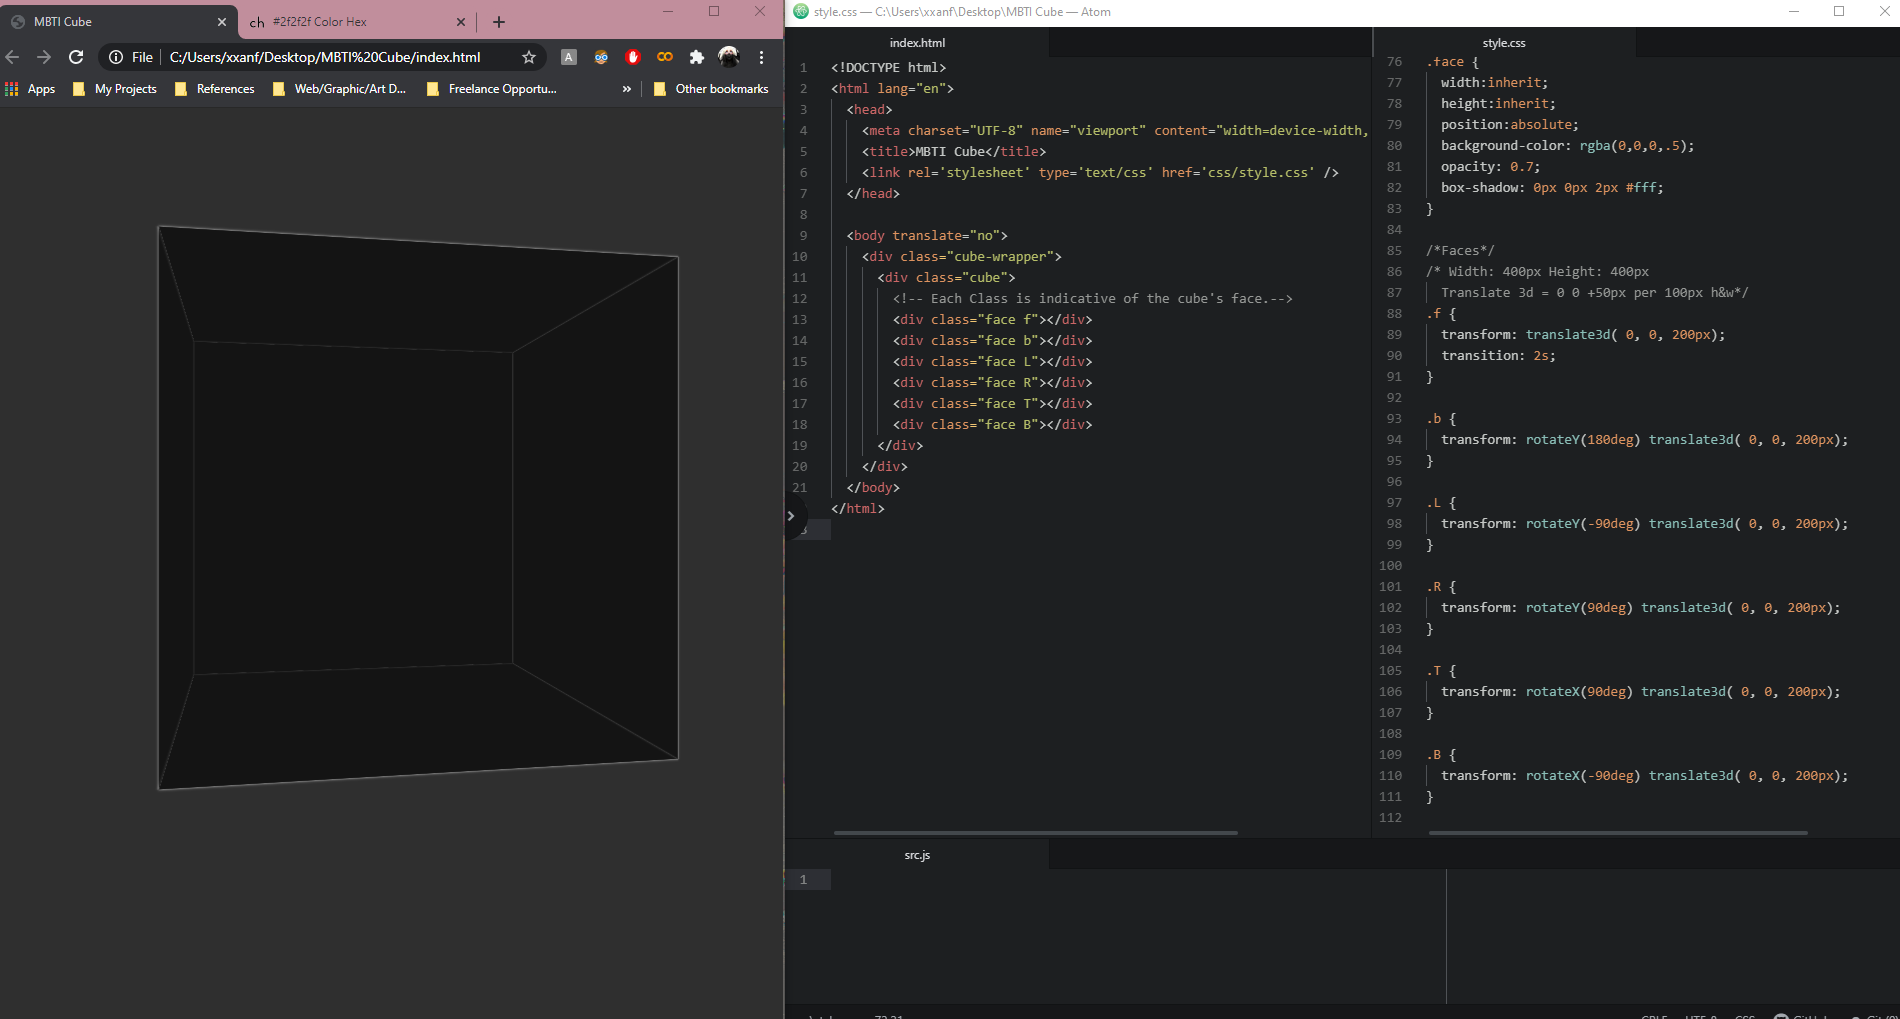 MBTI Cube
ch #2f2f2f Color Hex
File C:/Users/xxanf/Desktop/MBTI%20Cube/index.html
A
Apps My Projects References Web/Graphic/Art D... Freelance Opportu... » Other bookmarks
style.css — C:\Users\xxanf\Desktop\MBTI Cube — Atom
index.html
1 <!DOCTYPE html>
2 <html lang="en">
3 <head>
4 <meta charset="UTF-8" name="viewport" content="width=device-width,
5 <title>MBTI Cube</title>
6 <link rel='stylesheet' type='text/css' href='css/style.css' />
7 </head>
8
9 <body translate="no">
10 <div class="cube-wrapper">
11 <div class="cube">
12 <!-- Each Class is indicative of the cube's face.-->
13 <div class="face f"></div>
14 <div class="face b"></div>
15 <div class="face L"></div>
16 <div class="face R"></div>
17 <div class="face T"></div>
18 <div class="face B"></div>
19 </div>
20 </div>
21 </body>
</html>
3
style.css
76 .face {
77 width:inherit;
78 height:inherit;
79 position:absolute;
80 background-color: rgba(0,0,0,.5);
81 opacity: 0.7;
82 box-shadow: 0px 0px 2px #fff;
83 }
84
85 /*Faces*/
86 /* Width: 400px Height: 400px
87 Translate 3d = 0 0 +50px per 100px h&w*/
88 .f {
89 transform: translate3d( 0, 0, 200px);
90 transition: 2s;
91 }
92
93 .b {
94 transform: rotateY(180deg) translate3d( 0, 0, 200px);
95 }
96
97 .L {
98 transform: rotateY(-90deg) translate3d( 0, 0, 200px);
99 }
100
101 .R {
102 transform: rotateY(90deg) translate3d( 0, 0, 200px);
103 }
104
105 .T {
106 transform: rotateX(90deg) translate3d( 0, 0, 200px);
107 }
108
109 .B {
110 transform: rotateX(-90deg) translate3d( 0, 0, 200px);
111 }
112
src.js
1